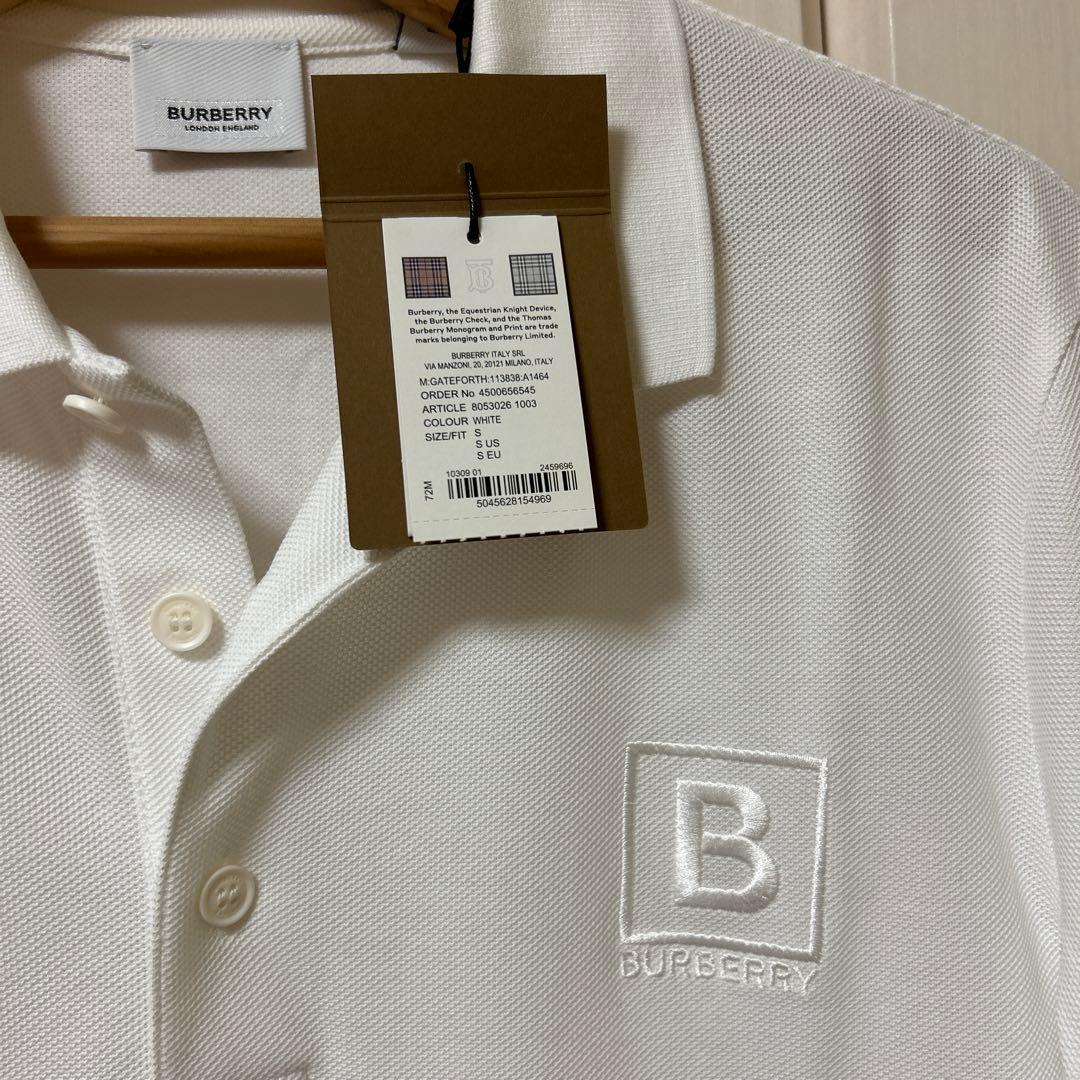 BURBERRY
LONDON ENGLAND
Burberry, the Equestrian Knight Device,
the Burberry Check, and the Thomas
Burberry Monogram and Print are trade
marks belonging to Burberry Limited.
BURBERRY ITALY SRL
VIA MANZONI, 20, 20121 MILANO, ITALY
M:GATEFORTH:113838:A1464
ORDER No 4500656545
ARTICLE 8053026 1003
COLOUR WHITE
SIZE/FIT S
S US
S EU
72M
10309 01 2459696
5045628154969
B
BURBERRY